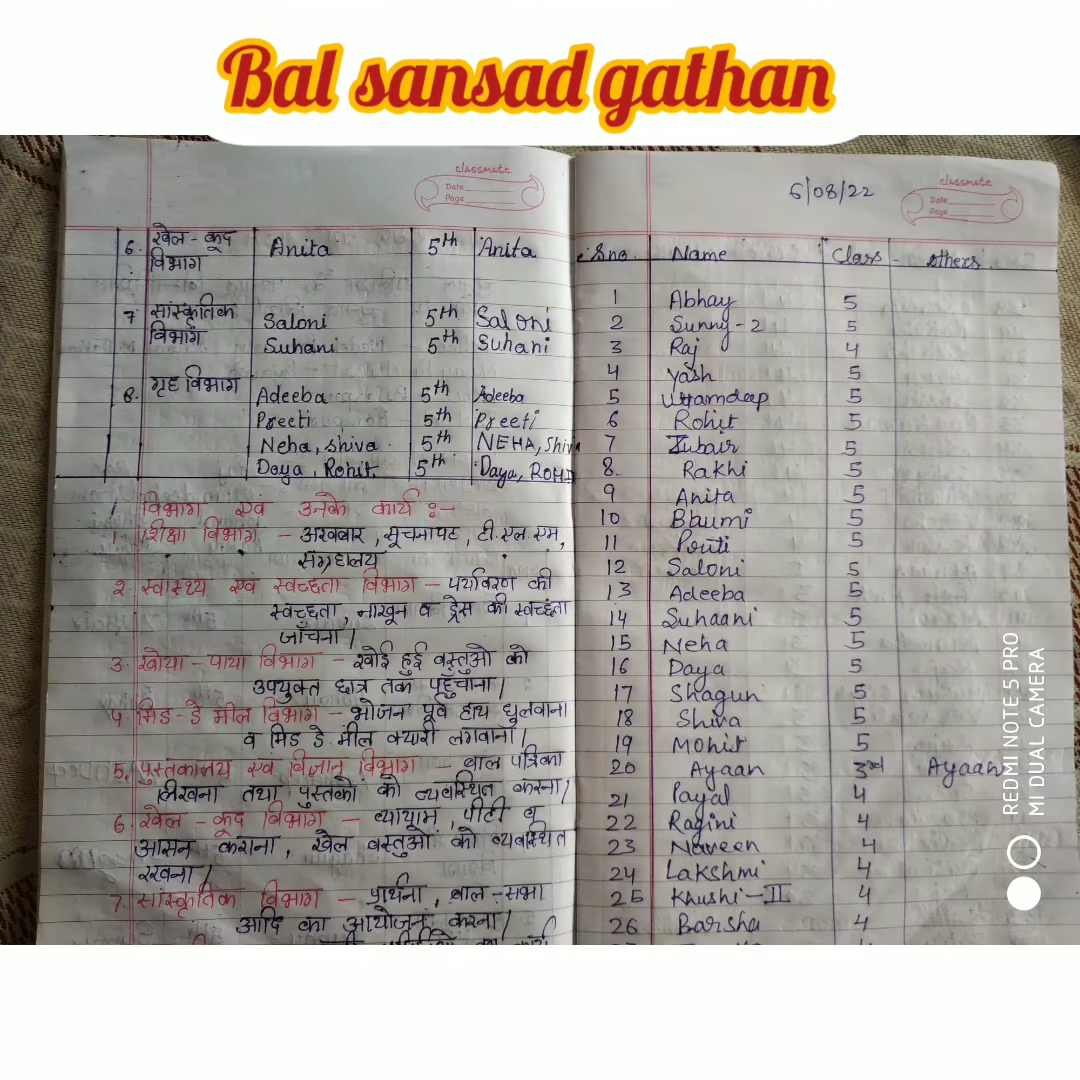 Bal sansad gathan
classmate
Date
Page
6. खेल-कूद विभाग Anita 5th Anita
7 सांस्कृतिक विभाग Saloni 5th Saloni
Suhani 5th Suhani
8. गृह विभाग Adeeba 5th Adeeba
Preeti 5th Preeti
Neha, Shiva. 5th NEHA, Shiva
Daya, Rohit. 5th Daya, ROHIT
विभाग एवं उनके कार्य :-
1. शिक्षा विभाग - अखबार, सूचनापट, टी.एल.एम,
संग्रहालय
2. स्वास्थ्य एवं स्वच्छता विभाग - पर्यावरण की
स्वच्छता, नाखून व ड्रेस की स्वच्छता
जाँचना।
3. खोया-पाया विभाग - खोई हुई वस्तुओं को
उपयुक्त छात्र तक पहुँचाना।
4. मिड-डे मील विभाग - भोजन पूर्व हाथ धुलवाना
व मिड डे मील क्यारी लगवाना।
5. पुस्तकालय एवं विज्ञान विभाग - बाल पत्रिका
लिखना तथा पुस्तकों को व्यवस्थित करना।
6. खेल-कूद विभाग - व्यायाम, पीटी व
आसन कराना, खेल वस्तुओं को व्यवस्थित
रखना।
7. सांस्कृतिक विभाग - प्रार्थना, बाल-सभा
आदि का आयोजन करना।
6/08/22
classmate
Date
Page
Sno. Name Class others
1 Abhay 5
2 Sunny-2 5
3 Raj 4
4 Yash 5
5 Uttamdeep 5
6 Rohit 5
7 Zubair 5
8. Rakhi 5
9 Anita 5
10 Bhumi 5
11 Priti 5
12 Saloni 5
13 Adeeba 5
14 Suhaani 5
15 Neha 5
16 Daya 5
17 Shagun 5
18 Shiva 5
19 Mohit 5
20 Ayaan 3rd Ayaan
21 Payal 4
22 Ragini 4
23 Naveen 4
24 Lakshmi 4
25 Khushi-II 4
26 Barsha 4
REDMI NOTE 5 PRO
MI DUAL CAMERA